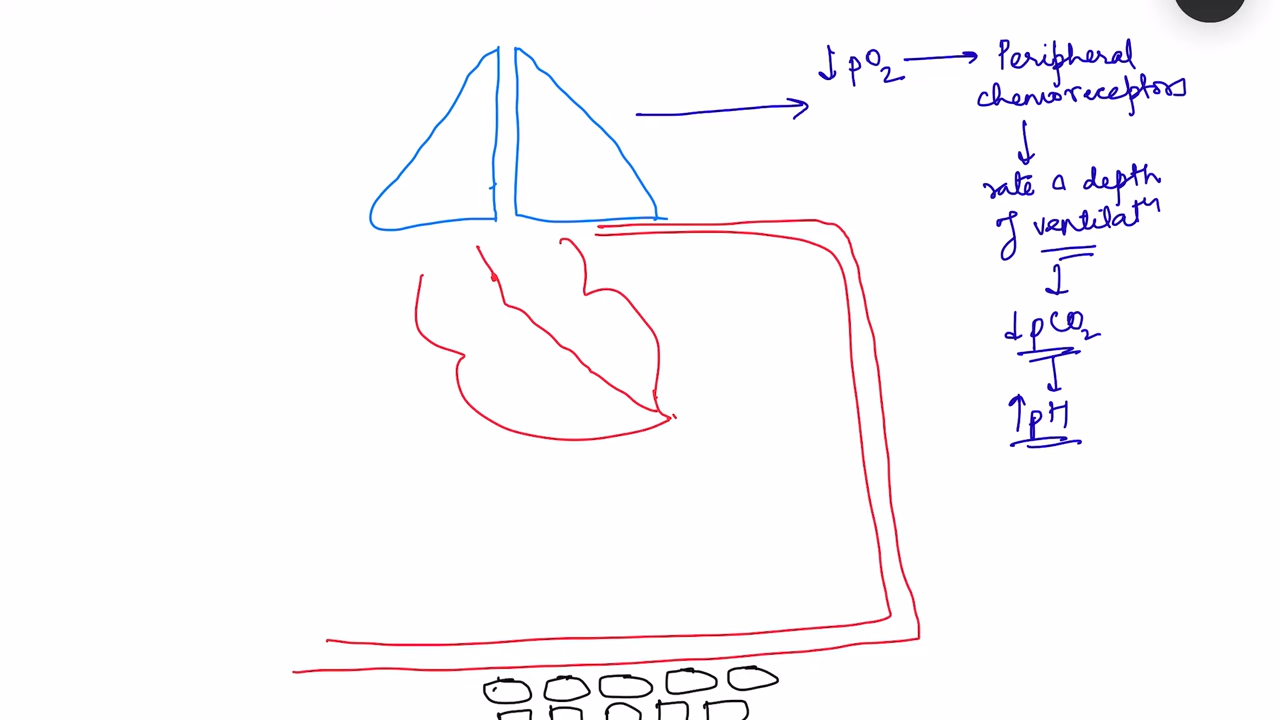 ↓ pO2 → Peripheral
chemoreceptors
↓
rate & depth
of ventilatn
↓
↓ pCO2
↓
↑ pH